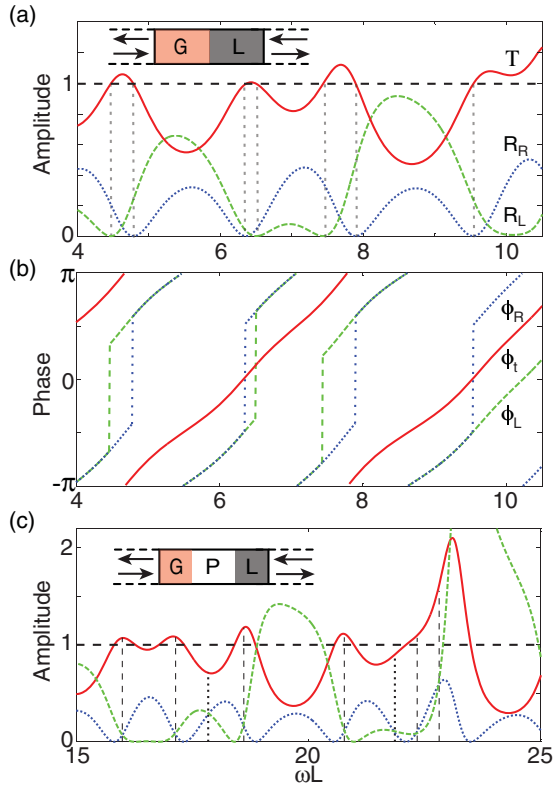 (a)
G L
T
1
Amplitude
R_R
R_L
0
4 6 8 10
(b)
π
ϕ_R
Phase
0
ϕ_t
ϕ_L
-π
4 6 8 10
(c)
2
G P L
Amplitude
1
0
15 20 25
ωL